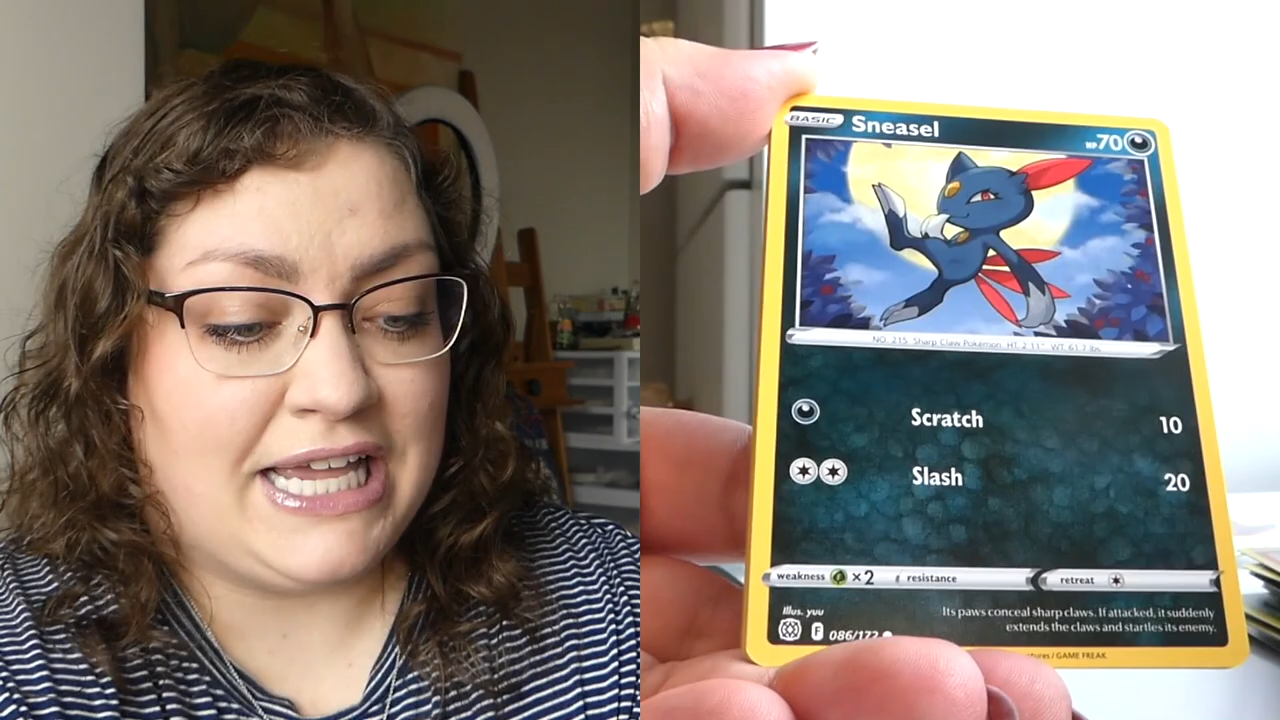 BASIC Sneasel HP 70
NO. 215 Sharp Claw Pokémon HT: 2'11" WT: 61.7 lbs
Scratch 10
Slash 20
weakness ×2 resistance retreat
Illus. yuu
Its paws conceal sharp claws. If attacked, it suddenly
extends the claws and startles its enemy.
F 086/172
/ GAME FREAK